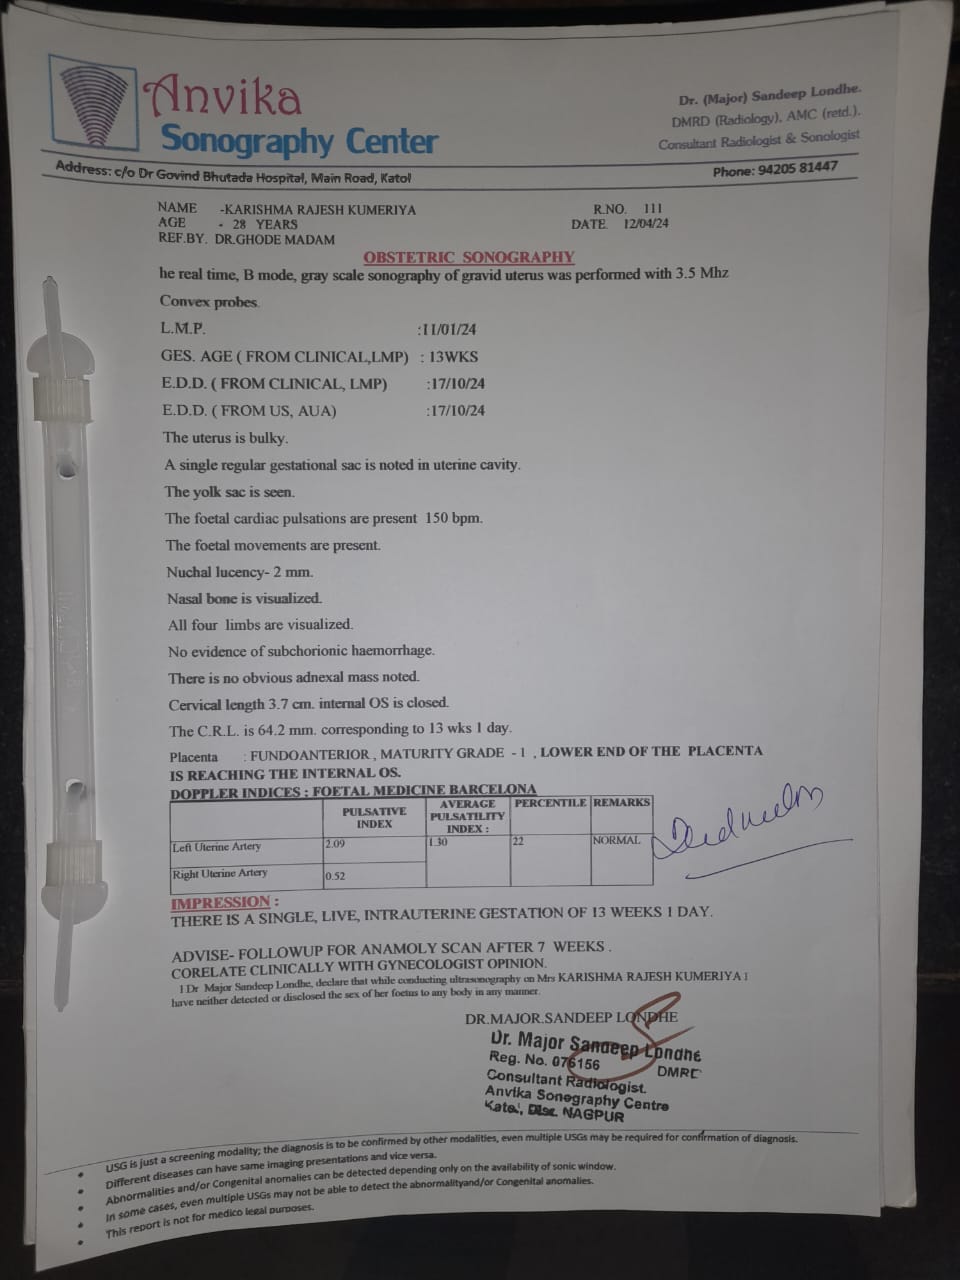 Anvika
Sonography Center
Dr. (Major) Sandeep Londhe.
DMRD (Radiology), AMC (retd.).
Consultant Radiologist & Sonologist
Address: c/o Dr Govind Bhutada Hospital, Main Road, Katol
Phone: 94205 81447
NAME -KARISHMA RAJESH KUMERIYA R.NO. 111
AGE - 28 YEARS DATE 12/04/24
REF.BY. DR.GHODE MADAM
OBSTETRIC SONOGRAPHY
he real time, B mode, gray scale sonography of gravid uterus was performed with 3.5 Mhz
Convex probes.
L.M.P. :11/01/24
GES. AGE ( FROM CLINICAL,LMP) : 13WKS
E.D.D. ( FROM CLINICAL, LMP) :17/10/24
E.D.D. ( FROM US, AUA) :17/10/24
The uterus is bulky.
A single regular gestational sac is noted in uterine cavity.
The yolk sac is seen.
The foetal cardiac pulsations are present 150 bpm.
The foetal movements are present.
Nuchal lucency- 2 mm.
Nasal bone is visualized.
All four limbs are visualized.
No evidence of subchorionic haemorrhage.
There is no obvious adnexal mass noted.
Cervical length 3.7 cm. internal OS is closed.
The C.R.L. is 64.2 mm. corresponding to 13 wks 1 day.
Placenta : FUNDOANTERIOR , MATURITY GRADE - 1 , LOWER END OF THE PLACENTA
IS REACHING THE INTERNAL OS.
DOPPLER INDICES : FOETAL MEDICINE BARCELONA
PULSATIVE INDEX AVERAGE PULSATILITY INDEX : PERCENTILE REMARKS
Left Uterine Artery 2.09 1.30 22 NORMAL
Right Uterine Artery 0.52
IMPRESSION :
THERE IS A SINGLE, LIVE, INTRAUTERINE GESTATION OF 13 WEEKS 1 DAY.
ADVISE- FOLLOWUP FOR ANAMOLY SCAN AFTER 7 WEEKS .
CORELATE CLINICALLY WITH GYNECOLOGIST OPINION.
I Dr Major Sandeep Londhe, declare that while conducting ultrasonography on Mrs KARISHMA RAJESH KUMERIYA I
have neither detected or disclosed the sex of her foetus to any body in any manner.
DR.MAJOR.SANDEEP LONDHE
Dr. Major Sandeep Londhe
Reg. No. 076156 DMRD
Consultant Radiologist.
Anvika Sonography Centre
Katol, Dist. NAGPUR
• USG is just a screening modality; the diagnosis is to be confirmed by other modalities, even multiple USGs may be required for confirmation of diagnosis.
• Different diseases can have same imaging presentations and vice versa.
• Abnormalities and/or Congenital anomalies can be detected depending only on the availability of sonic window.
• In some cases, even multiple USGs may not be able to detect the abnormalityand/or Congenital anomalies.
• This report is not for medico legal purposes.